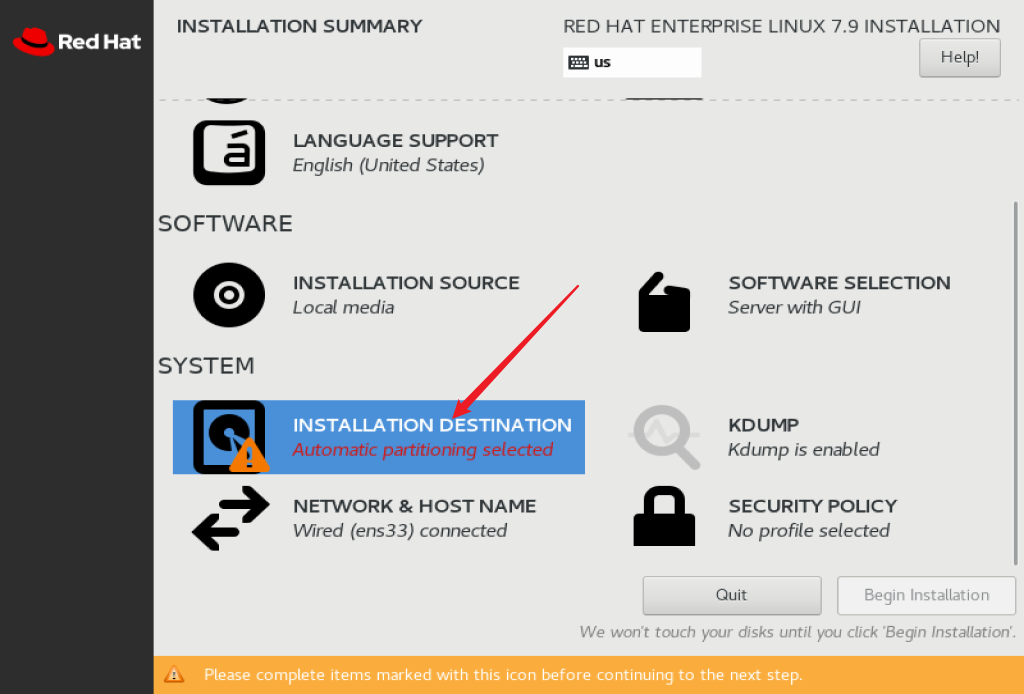 Red Hat
INSTALLATION SUMMARY
RED HAT ENTERPRISE LINUX 7.9 INSTALLATION
us
Help!
á
LANGUAGE SUPPORT
English (United States)
SOFTWARE
INSTALLATION SOURCE
Local media
SOFTWARE SELECTION
Server with GUI
SYSTEM
INSTALLATION DESTINATION
Automatic partitioning selected
KDUMP
Kdump is enabled
NETWORK & HOST NAME
Wired (ens33) connected
SECURITY POLICY
No profile selected
Quit
Begin Installation
We won't touch your disks until you click 'Begin Installation'.
Please complete items marked with this icon before continuing to the next step.